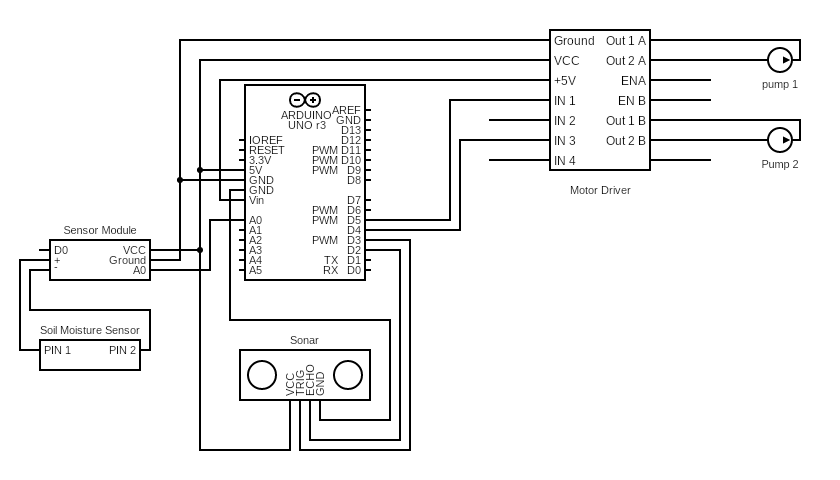 Ground Out 1 A
VCC Out 2 A
+5V ENA
IN 1 EN B
IN 2 Out 1 B
IN 3 Out 2 B
IN 4
Motor Driver
pump 1
Pump 2
ARDUINO
UNO r3
AREF
GND
D13
IOREF D12
RESET PWM D11
3.3V PWM D10
5V PWM D9
GND D8
GND
Vin D7
PWM D6
A0 PWM D5
A1 D4
A2 PWM D3
A3 D2
A4 TX D1
A5 RX D0
Sensor Module
D0 VCC
+ Ground
- A0
Soil Moisture Sensor
PIN 1 PIN 2
Sonar
VCC
TRIG
ECHO
GND